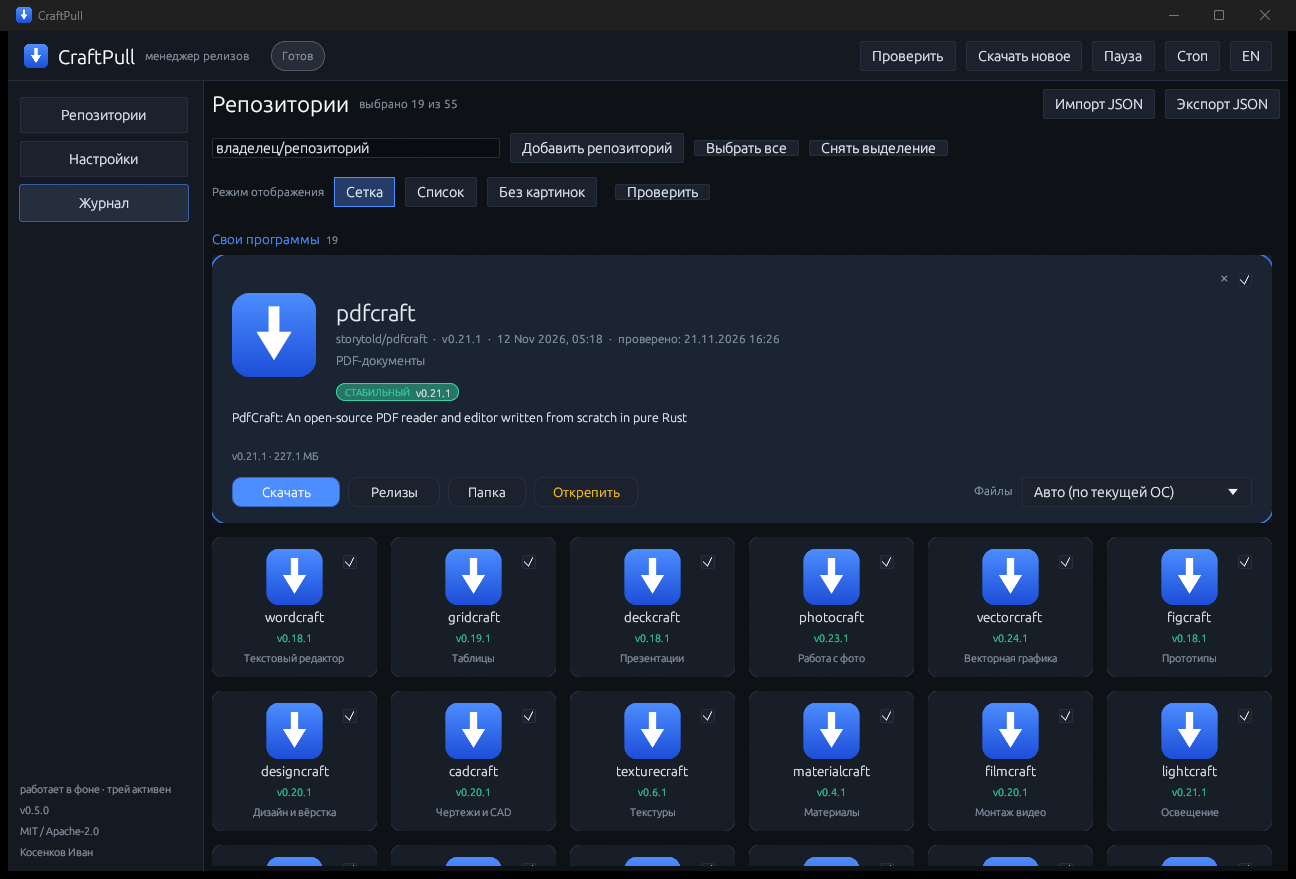 CraftPull
CraftPull менеджер релизов Готов Проверить Скачать новое Пауза Стоп EN
Репозитории
Настройки
Журнал
Репозитории выбрано 19 из 55 Импорт JSON Экспорт JSON
владелец/репозиторий Добавить репозиторий Выбрать все Снять выделение
Режим отображения Сетка Список Без картинок Проверить
Свои программы 19
pdfcraft
storytold/pdfcraft · v0.21.1 · 12 Nov 2026, 05:18 · проверено: 21.11.2026 16:26
PDF-документы
СТАБИЛЬНЫЙ v0.21.1
PdfCraft: An open-source PDF reader and editor written from scratch in pure Rust
v0.21.1 · 227.1 МБ
Скачать Релизы Папка Открепить Файлы Авто (по текущей ОС)
wordcraft gridcraft deckcraft photocraft vectorcraft figcraft
v0.18.1 v0.19.1 v0.18.1 v0.23.1 v0.24.1 v0.18.1
Текстовый редактор Таблицы Презентации Работа с фото Векторная графика Прототипы
designcraft cadcraft texturecraft materialcraft filmcraft lightcraft
v0.20.1 v0.20.1 v0.6.1 v0.4.1 v0.20.1 v0.21.1
Дизайн и вёрстка Чертежи и CAD Текстуры Материалы Монтаж видео Освещение
работает в фоне · трей активен
v0.5.0
MIT / Apache-2.0
Косенков Иван